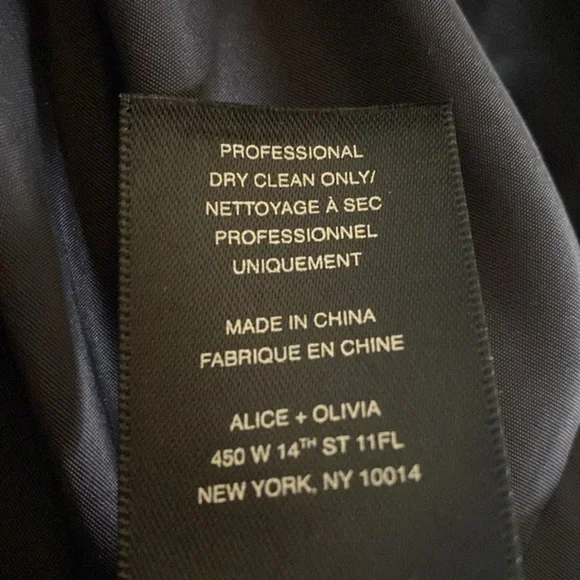 PROFESSIONAL
DRY CLEAN ONLY/
NETTOYAGE À SEC
PROFESSIONNEL
UNIQUEMENT
MADE IN CHINA
FABRIQUE EN CHINE
ALICE + OLIVIA
450 W 14TH ST 11FL
NEW YORK, NY 10014